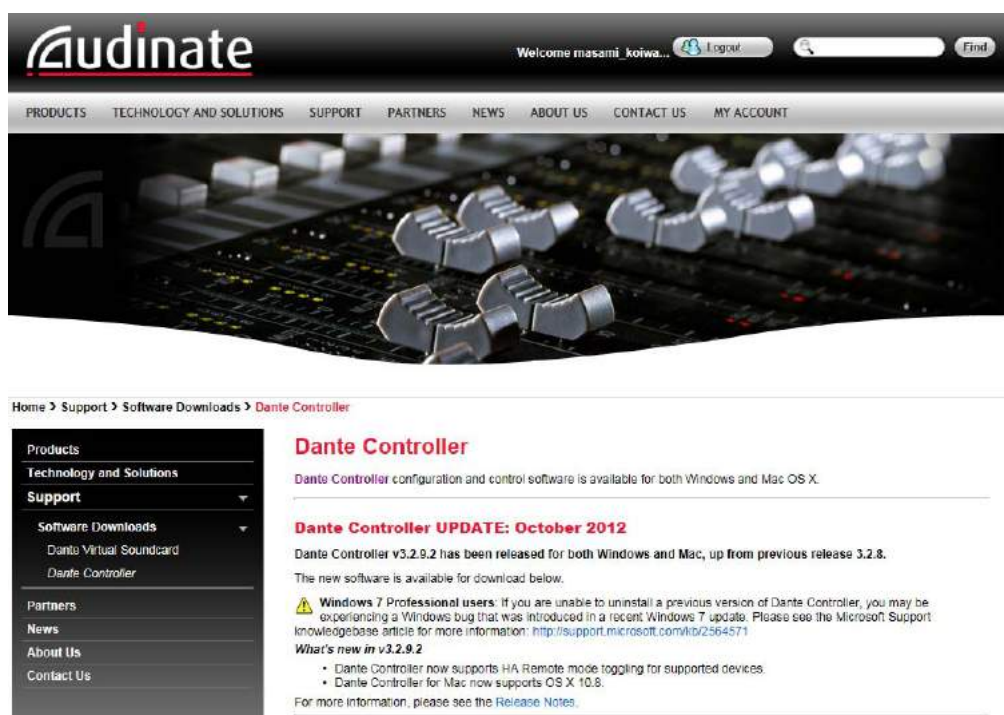 Audinate
Welcome masami_koiwa... Logout Find
PRODUCTS TECHNOLOGY AND SOLUTIONS SUPPORT PARTNERS NEWS ABOUT US CONTACT US MY ACCOUNT
Home > Support > Software Downloads > Dante Controller
Products
Technology and Solutions
Support
Software Downloads
Dante Virtual Soundcard
Dante Controller
Partners
News
About Us
Contact Us
Dante Controller
Dante Controller configuration and control software is available for both Windows and Mac OS X.
Dante Controller UPDATE: October 2012
Dante Controller v3.2.9.2 has been released for both Windows and Mac, up from previous release 3.2.8.
The new software is available for download below.
Windows 7 Professional users: If you are unable to uninstall a previous version of Dante Controller, you may be
experiencing a Windows bug that was introduced in a recent Windows 7 update. Please see the Microsoft Support
knowledgebase article for more information: http://support.microsoft.com/kb/2564571
What's new in v3.2.9.2
• Dante Controller now supports HA Remote mode toggling for supported devices.
• Dante Controller for Mac now supports OS X 10.8.
For more information, please see the Release Notes.